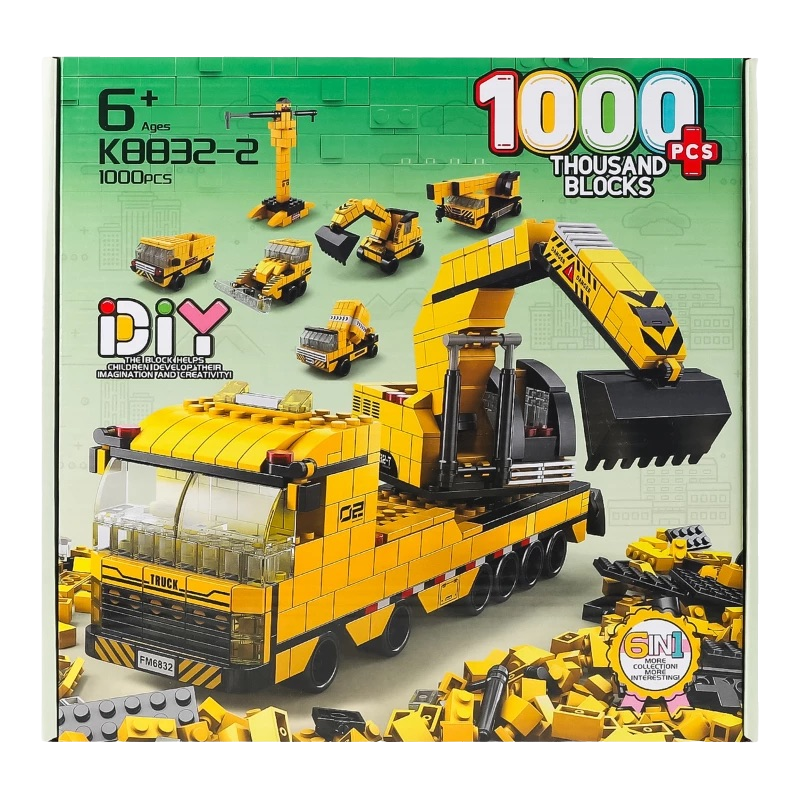 6+
Ages
K8832-2
1000PCS
1000
PCS
THOUSAND
BLOCKS
DIY
THE BLOCK HELPS
CHILDREN DEVELOP THEIR
IMAGINATION AND CREATIVITY!
DANGER
02
TRUCK
FM6832
6IN1
MORE
COLLECTION!
MORE
INTERESTING!